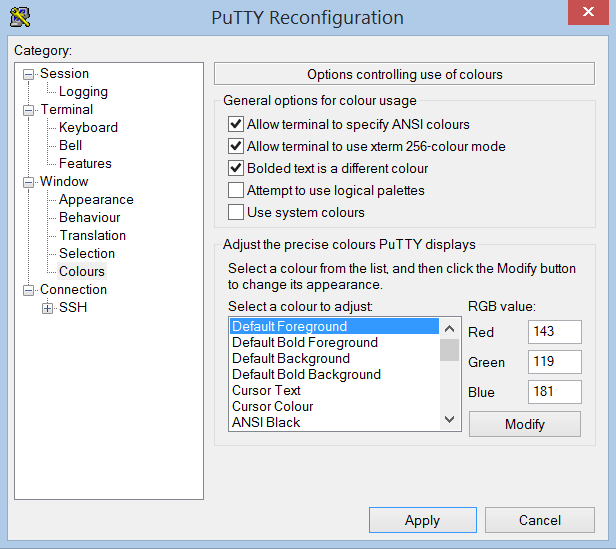 PuTTY Reconfiguration
Category:
Session
Logging
Terminal
Keyboard
Bell
Features
Window
Appearance
Behaviour
Translation
Selection
Colours
Connection
SSH
Options controlling use of colours
General options for colour usage
Allow terminal to specify ANSI colours
Allow terminal to use xterm 256-colour mode
Bolded text is a different colour
Attempt to use logical palettes
Use system colours
Adjust the precise colours PuTTY displays
Select a colour from the list, and then click the Modify button
to change its appearance.
Select a colour to adjust:
Default Foreground
Default Bold Foreground
Default Background
Default Bold Background
Cursor Text
Cursor Colour
ANSI Black
RGB value:
Red 143
Green 119
Blue 181
Modify
Apply
Cancel